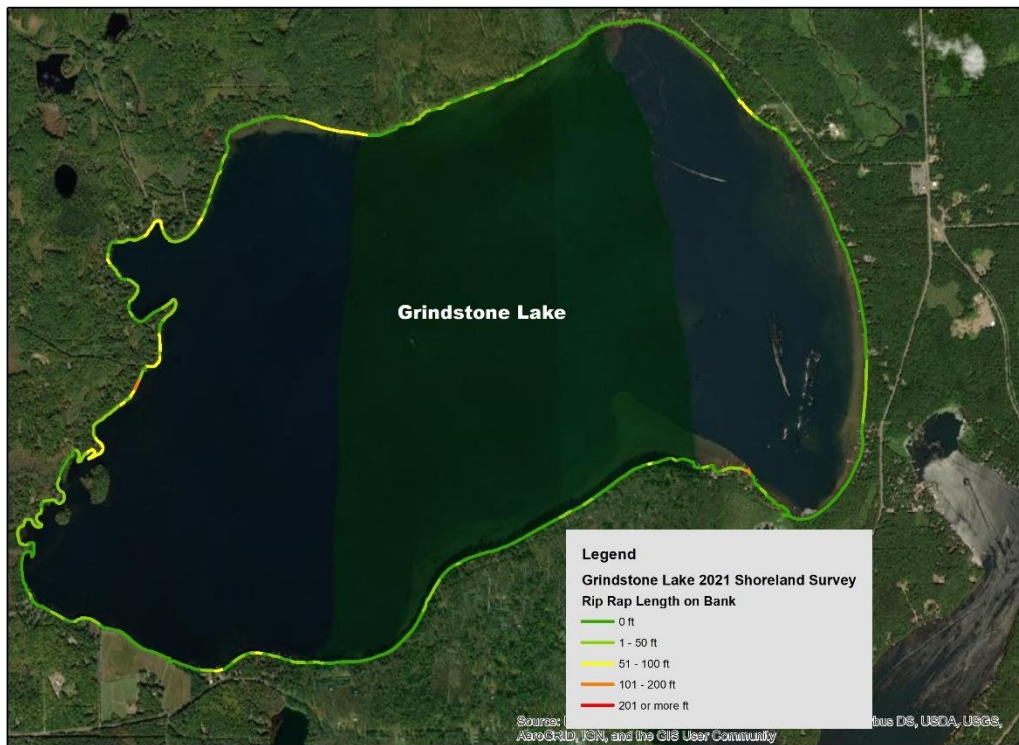 Grindstone Lake
Legend
Grindstone Lake 2021 Shoreland Survey
Rip Rap Length on Bank
0 ft
1 - 50 ft
51 - 100 ft
101 - 200 ft
201 or more ft
Source: DS, USDA, USGS,
AeroGRID, IGN, and the GIS User Community